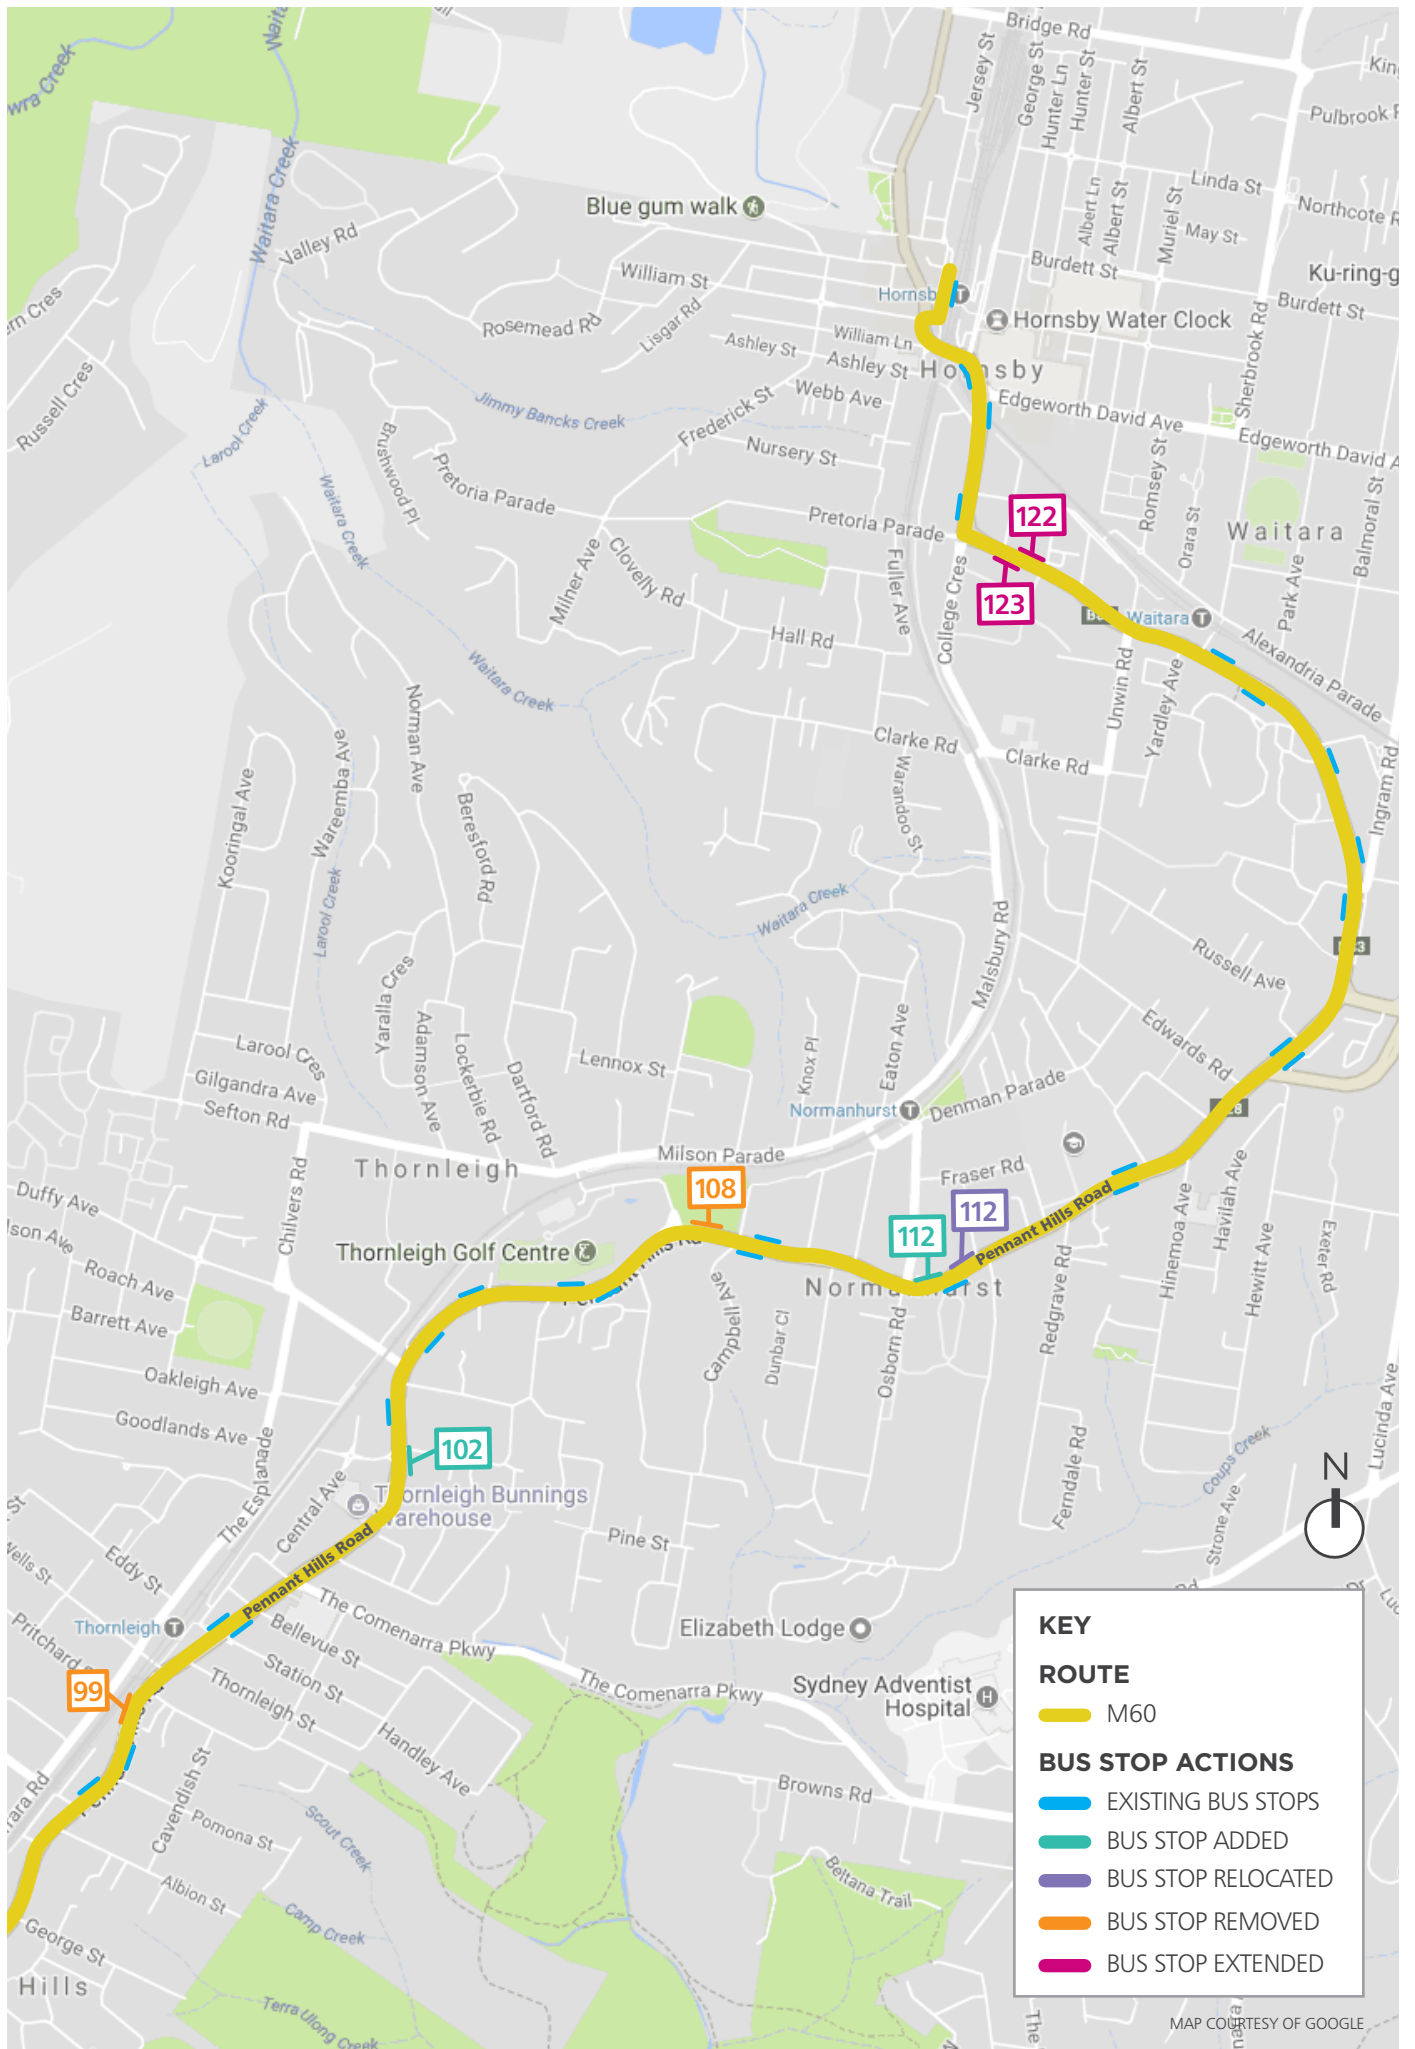 Bridge Rd
Jersey St
George St
Hunter Ln
Hunter St
Albert St
Pulbrook
Waitara Creek
Linda St
Northcote
Albert Ln
Albert St
Muriel St
May St
Blue gum walk
Valley Rd
Burdett St
Ku-ring-g
Burdett St
William St
Hornsb
T
Hornsby Water Clock
Rosemead Rd
Lisgar Rd
William Ln
Ashley St
Ashley St
Sherbrook Rd
Russell Cres
Webb Ave
Edgeworth David Ave
Jimmy Bancks Creek
Frederick St
Edgeworth David A
Larool Creek
Brushwood Pl
Nursery St
Romsey St
Pretoria Parade
Waitara Creek
122
Orara St
Waitara
Balmoral St
Pretoria Parade
Milner Ave
Clovelly Rd
Fuller Ave
College Cres
123
Park Ave
Waitara
T
Hall Rd
Alexandria Parade
Waitara Creek
Unwin Rd
Yardley Ave
Norman Ave
Clarke Rd
Clarke Rd
Warandoo St
Ingram Rd
Kooringal Ave
Wareemba Ave
Beresford Rd
Waitara Creek
Larool Creek
Malsbury Rd
Russell Ave
Yaralla Cres
Adamson Ave
Lockerbie Rd
Dartford Rd
Larool Cres
Lennox St
Knox Pl
Eaton Ave
Edwards Rd
Gilgandra Ave
Sefton Rd
Normanhurst
T
Denman Parade
Thornleigh
Milson Parade
Fraser Rd
Duffy Ave
Chilvers Rd
108
112
112
Pennant Hills Road
Hinemoa Ave
Havilah Ave
Hewitt Ave
Exeter Rd
Roach Ave
Thornleigh Golf Centre
Barrett Ave
Campbell Ave
Dunbar Cl
Osborn Rd
Redgrave Rd
Oakleigh Ave
Goodlands Ave
Lucinda Ave
102
The Esplanade
Central Ave
Ferndale Rd
Coups Creek
N
Strone Ave
Eddy St
Pine St
Pennant Hills Road
The Comenarra Pkwy
Thornleigh
T
Bellevue St
Elizabeth Lodge
Station St
99
Thornleigh St
The Comenarra Pkwy
Sydney Adventist
Hospital
H
Handley Ave
Browns Rd
Cavendish St
Pomona St
Scout Creek
Albion St
Beltana Trail
Camp Creek
George St
Hills
Terra Ulong Creek
The
KEY
ROUTE
M60
BUS STOP ACTIONS
EXISTING BUS STOPS
BUS STOP ADDED
BUS STOP RELOCATED
BUS STOP REMOVED
BUS STOP EXTENDED
MAP COURTESY OF GOOGLE